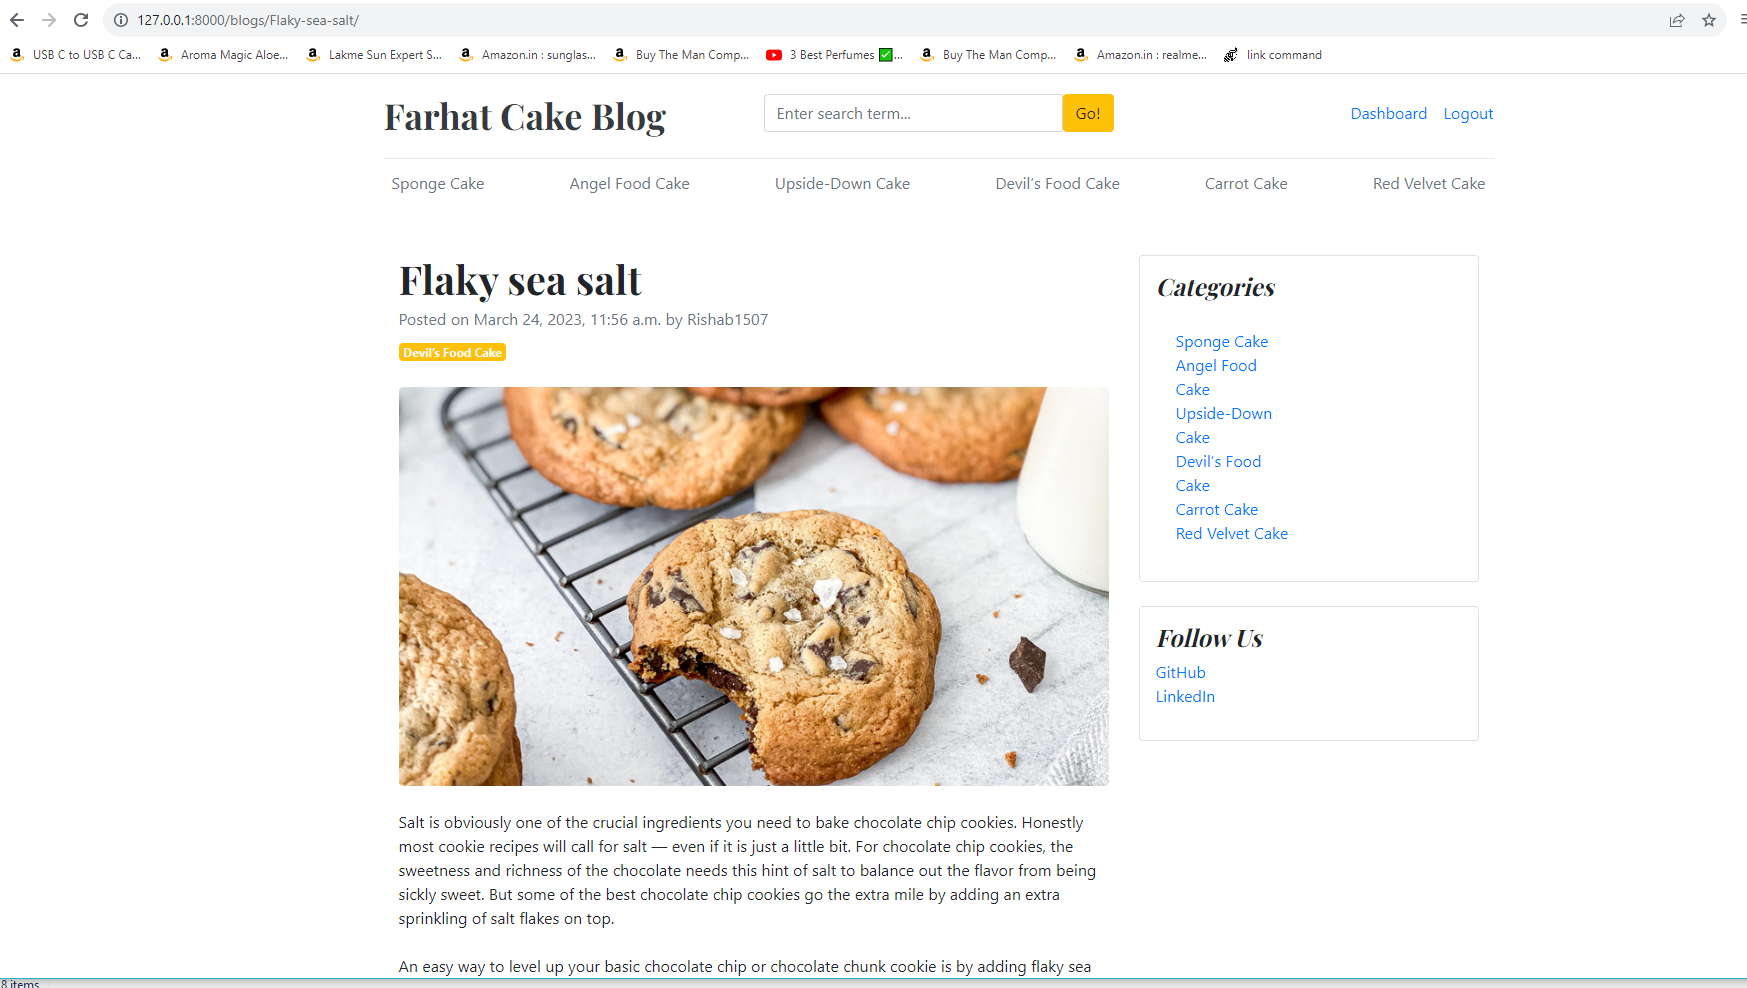 127.0.0.1:8000/blogs/Flaky-sea-salt/
USB C to USB C Ca... Aroma Magic Aloe... Lakme Sun Expert S... Amazon.in : sunglas... Buy The Man Comp... 3 Best Perfumes ✅... Buy The Man Comp... Amazon.in : realme... link command
Farhat Cake Blog
Enter search term... Go!
Dashboard Logout
Sponge Cake Angel Food Cake Upside-Down Cake Devil’s Food Cake Carrot Cake Red Velvet Cake
Flaky sea salt
Posted on March 24, 2023, 11:56 a.m. by Rishab1507
Devil’s Food Cake
Salt is obviously one of the crucial ingredients you need to bake chocolate chip cookies. Honestly
most cookie recipes will call for salt — even if it is just a little bit. For chocolate chip cookies, the
sweetness and richness of the chocolate needs this hint of salt to balance out the flavor from being
sickly sweet. But some of the best chocolate chip cookies go the extra mile by adding an extra
sprinkling of salt flakes on top.
An easy way to level up your basic chocolate chip or chocolate chunk cookie is by adding flaky sea
Categories
Sponge Cake
Angel Food
Cake
Upside-Down
Cake
Devil’s Food
Cake
Carrot Cake
Red Velvet Cake
Follow Us
GitHub
LinkedIn
8 items